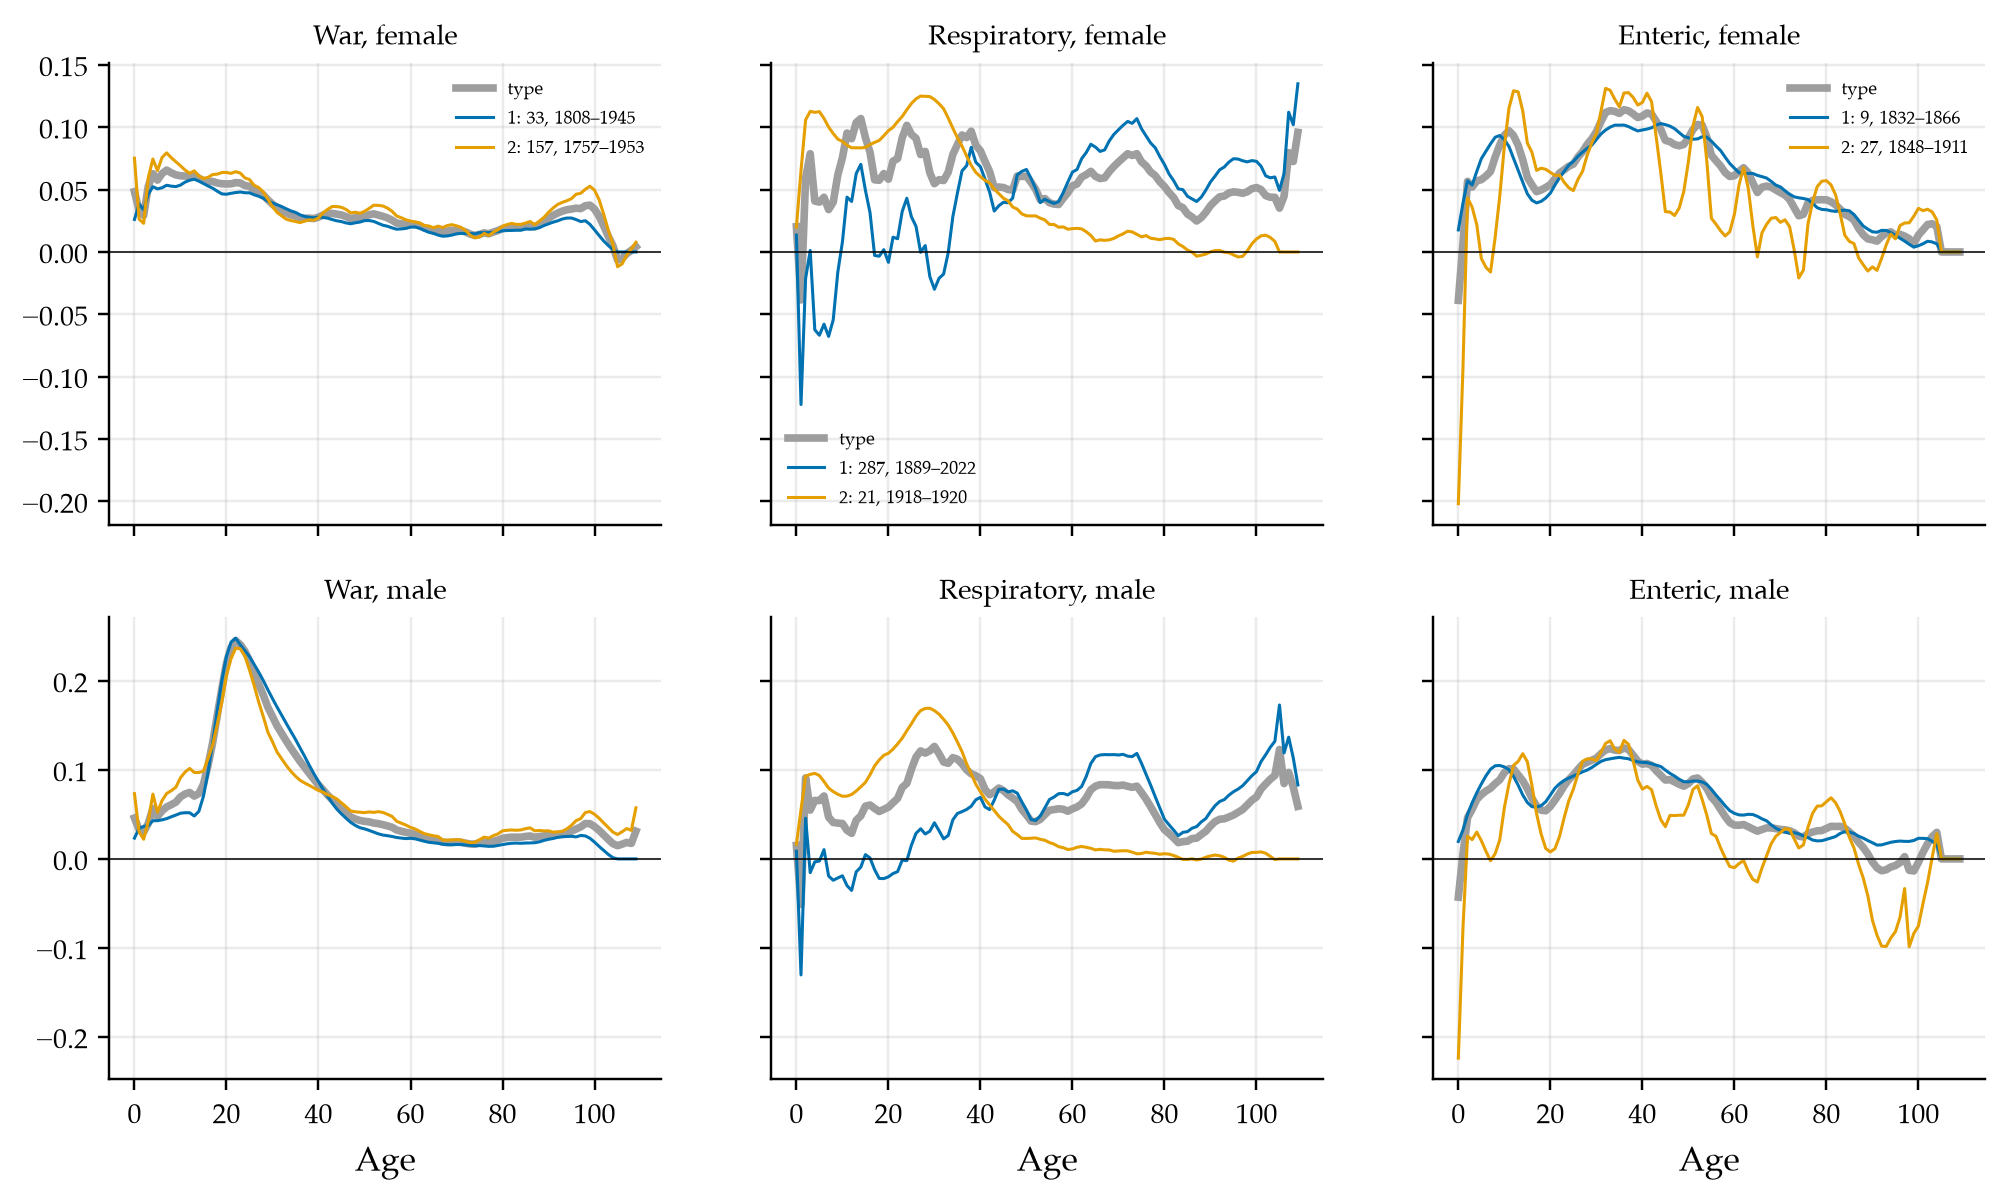 War, female
Respiratory, female
Enteric, female
0.15
0.10
0.05
0.00
−0.05
−0.10
−0.15
−0.20
type
1: 33, 1808–1945
2: 157, 1757–1953
type
1: 287, 1889–2022
2: 21, 1918–1920
type
1: 9, 1832–1866
2: 27, 1848–1911
War, male
Respiratory, male
Enteric, male
0.2
0.1
0.0
−0.1
−0.2
0 20 40 60 80 100
0 20 40 60 80 100
0 20 40 60 80 100
Age
Age
Age